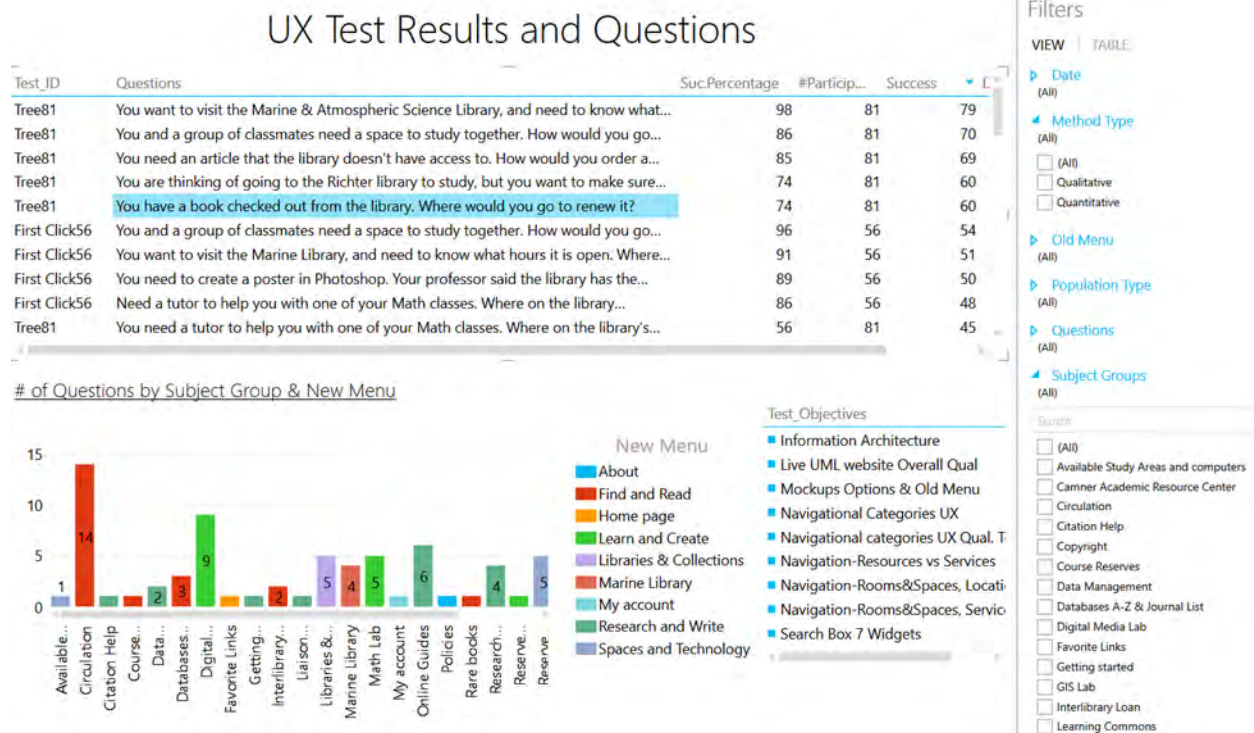 UX Test Results and Questions
Test_ID Questions Suc.Percentage #Particip... Success
Tree81 You want to visit the Marine & Atmospheric Science Library, and need to know what... 98 81 79
Tree81 You and a group of classmates need a space to study together. How would you go... 86 81 70
Tree81 You need an article that the library doesn't have access to. How would you order a... 85 81 69
Tree81 You are thinking of going to the Richter library to study, but you want to make sure... 74 81 60
Tree81 You have a book checked out from the library. Where would you go to renew it? 74 81 60
First Click56 You and a group of classmates need a space to study together. How would you go... 96 56 54
First Click56 You want to visit the Marine Library, and need to know what hours it is open. Where... 91 56 51
First Click56 You need to create a poster in Photoshop. Your professor said the library has the... 89 56 50
First Click56 Need a tutor to help you with one of your Math classes. Where on the library... 86 56 48
Tree81 You need a tutor to help you with one of your Math classes. Where on the library's... 56 81 45
# of Questions by Subject Group & New Menu
15
10
5
0
1 14 2 3 9 2 5 4 5 6 4 5
Available...
Circulation
Citation Help
Course...
Data...
Databases...
Digital...
Favorite Links
Getting...
Interlibrary...
Liaison...
Libraries &...
Marine Library
Math Lab
My account
Online Guides
Policies
Rare books
Research...
Reserve...
Reserve...
New Menu
About
Find and Read
Home page
Learn and Create
Libraries & Collections
Marine Library
My account
Research and Write
Spaces and Technology
Test_Objectives
Information Architecture
Live UML website Overall Qual
Mockups Options & Old Menu
Navigational Categories UX
Navigational categories UX Qual.
Navigation-Resources vs Services
Navigation-Rooms&Spaces,
Navigation-Rooms&Spaces,
Search Box 7 Widgets
Filters
VIEW TABLE
Date
(All)
Method Type
(All)
(All)
Qualitative
Quantitative
Old Menu
(All)
Population Type
(All)
Questions
(All)
Subject Groups
(All)
Search
(All)
Available Study Areas and computers
Camner Academic Resource Center
Circulation
Citation Help
Copyright
Course Reserves
Data Management
Databases A-Z & Journal List
Digital Media Lab
Favorite Links
Getting started
GIS Lab
Interlibrary Loan
Learning Commons